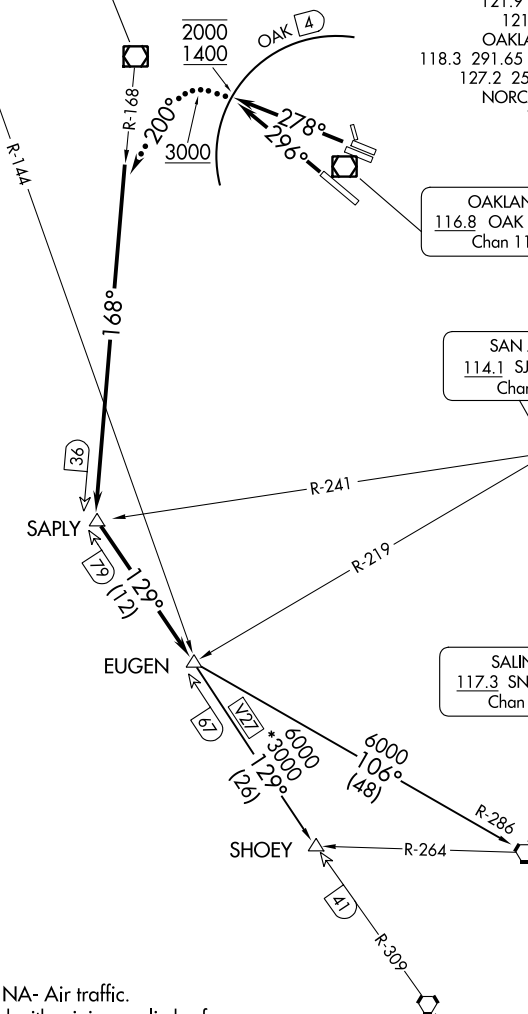 121.9
121
OAKLA
118.3 291.65
127.2 25
NORC
2000
1400
OAK 4
R-168
200°
3000
278°
296°
R-144
OAKLAN
116.8 OAK
Chan 11
168°
SAN
114.1 SJ
Chan
36
R-241
SAPLY
R-219
79
(12)
129°
EUGEN
SALIN
117.3 SN
Chan
67
V27
6000
*3000
129°
(26)
6000
106°
(48)
R-286
SHOEY
R-264
41
R-309
NA- Air traffic.